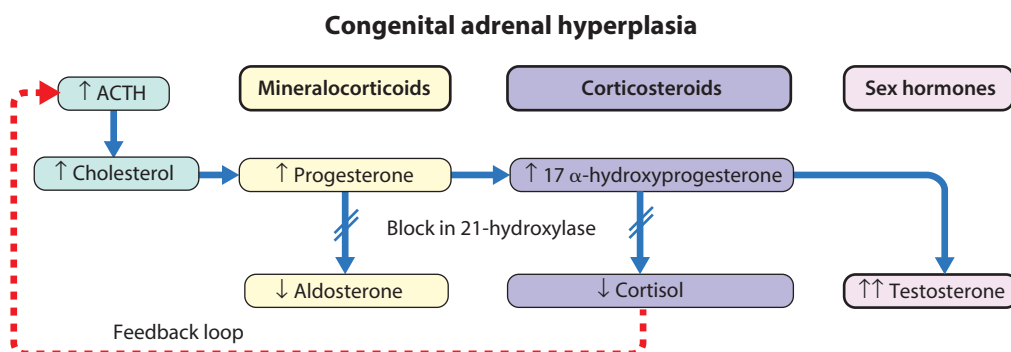 Congenital adrenal hyperplasia
↑ ACTH
Mineralocorticoids
Corticosteroids
Sex hormones
↑ Cholesterol
↑ Progesterone
↑ 17 α-hydroxyprogesterone
Block in 21-hydroxylase
↓ Aldosterone
↓ Cortisol
↑↑ Testosterone
Feedback loop